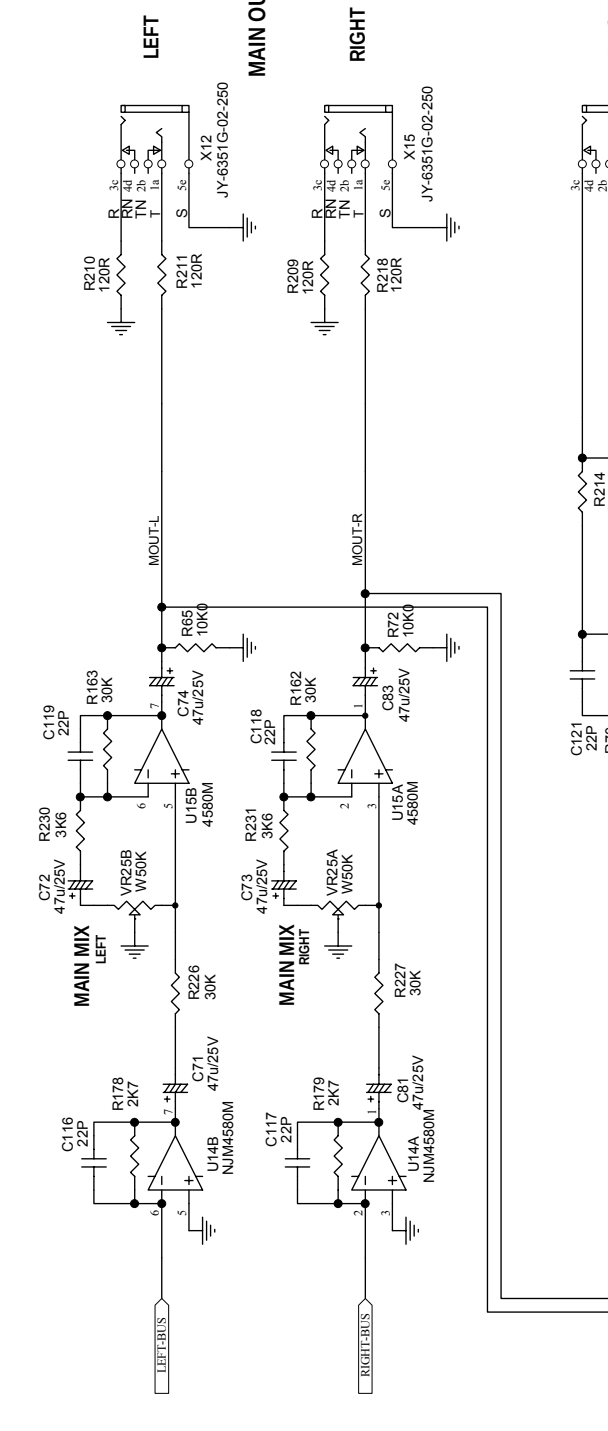 LEFT
MAIN OU
RIGHT
X12
JY-6351G-02-250
3c
4d
2b
1a
5e
R
RN
TN
T
S
R210
120R
R211
120R
X15
JY-6351G-02-250
3c
4d
2b
1a
5e
R
RN
TN
T
S
R209
120R
R218
120R
3c
4d
2b
R214
MOUT-L
MOUT-R
R65
10K0
R72
10K0
C119
22P
R163
30K
C74
47u/25V
7
6
5
U15B
4580M
R230
3K6
C72
47u/25V
VR25B
W50K
MAIN MIX
LEFT
C118
22P
R162
30K
C83
47u/25V
1
2
3
U15A
4580M
R231
3K6
C73
47u/25V
VR25A
W50K
MAIN MIX
RIGHT
C121
22P
R226
30K
R227
30K
C116
22P
R178
2K7
C71
47u/25V
7
6
5
U14B
NJM4580M
LEFT-BUS
C117
22P
R179
2K7
C81
47u/25V
1
2
3
U14A
NJM4580M
RIGHT-BUS